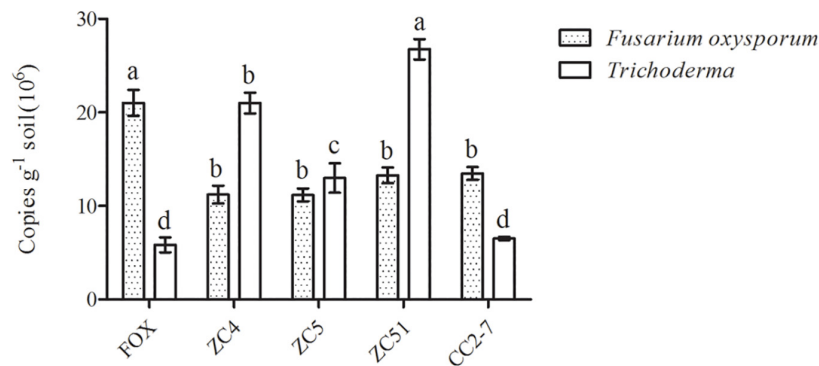 30
20
10
0
Copies g⁻¹ soil(10⁶)
a
d
b
b
b
c
b
a
b
d
FOX
ZC4
ZC5
ZC51
CC2-7
Fusarium oxysporum
Trichoderma